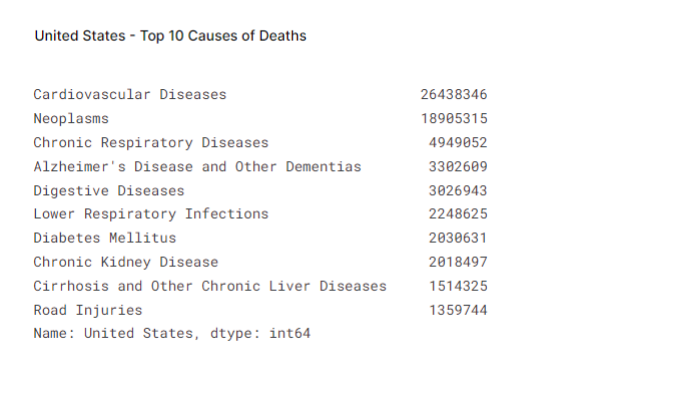 United States - Top 10 Causes of Deaths
Cardiovascular Diseases 26438346
Neoplasms 18905315
Chronic Respiratory Diseases 4949052
Alzheimer's Disease and Other Dementias 3302609
Digestive Diseases 3026943
Lower Respiratory Infections 2248625
Diabetes Mellitus 2030631
Chronic Kidney Disease 2018497
Cirrhosis and Other Chronic Liver Diseases 1514325
Road Injuries 1359744
Name: United States, dtype: int64